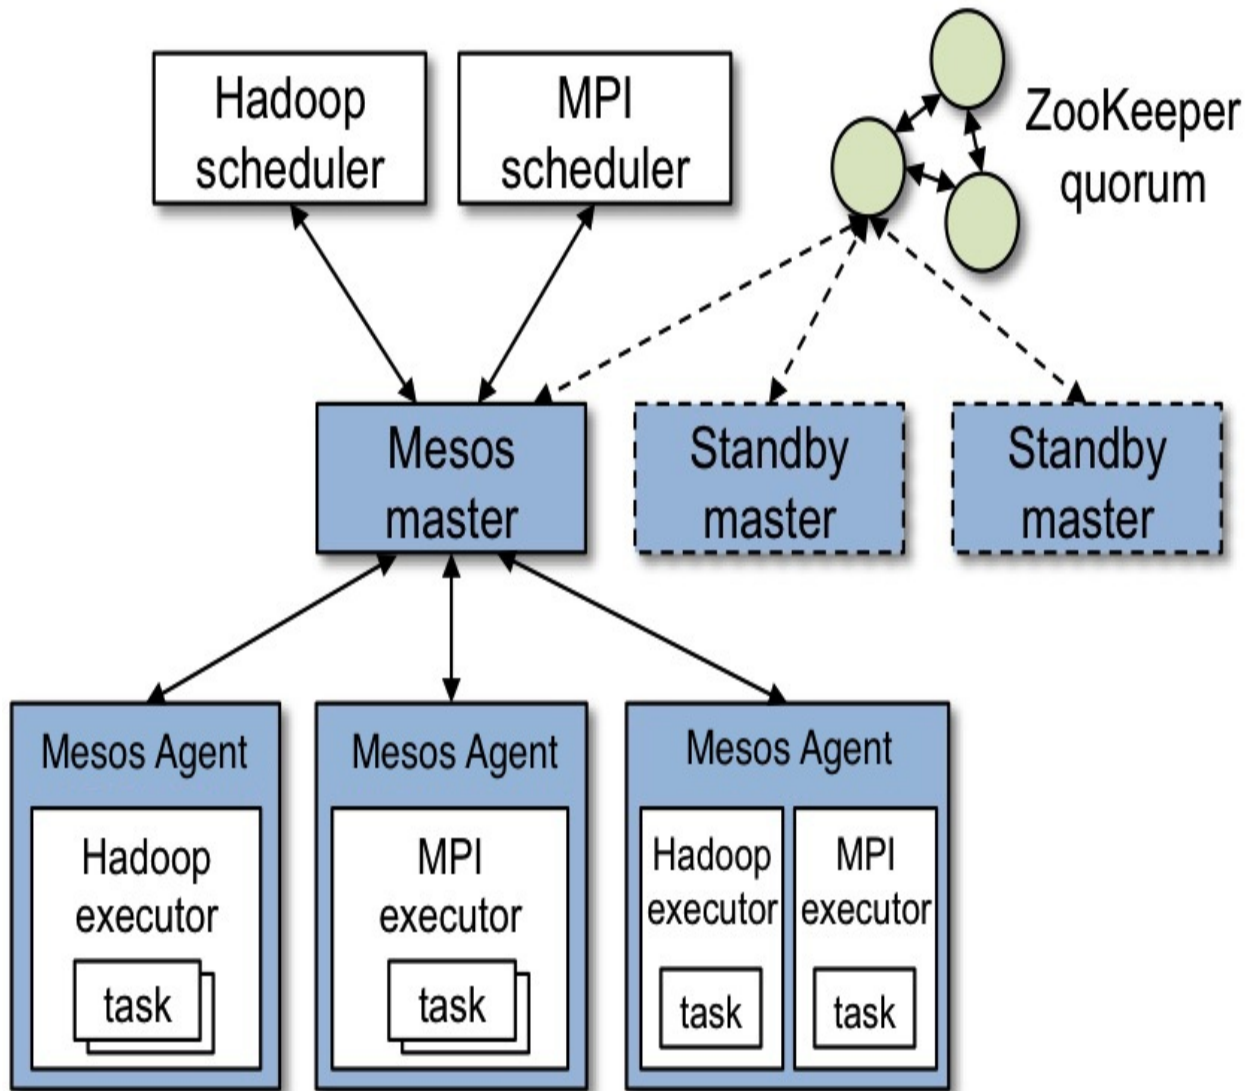 Hadoop
scheduler
MPI
scheduler
ZooKeeper
quorum
Mesos
master
Standby
master
Standby
master
Mesos Agent
Hadoop
executor
task
Mesos Agent
MPI
executor
task
Mesos Agent
Hadoop
executor
task
MPI
executor
task